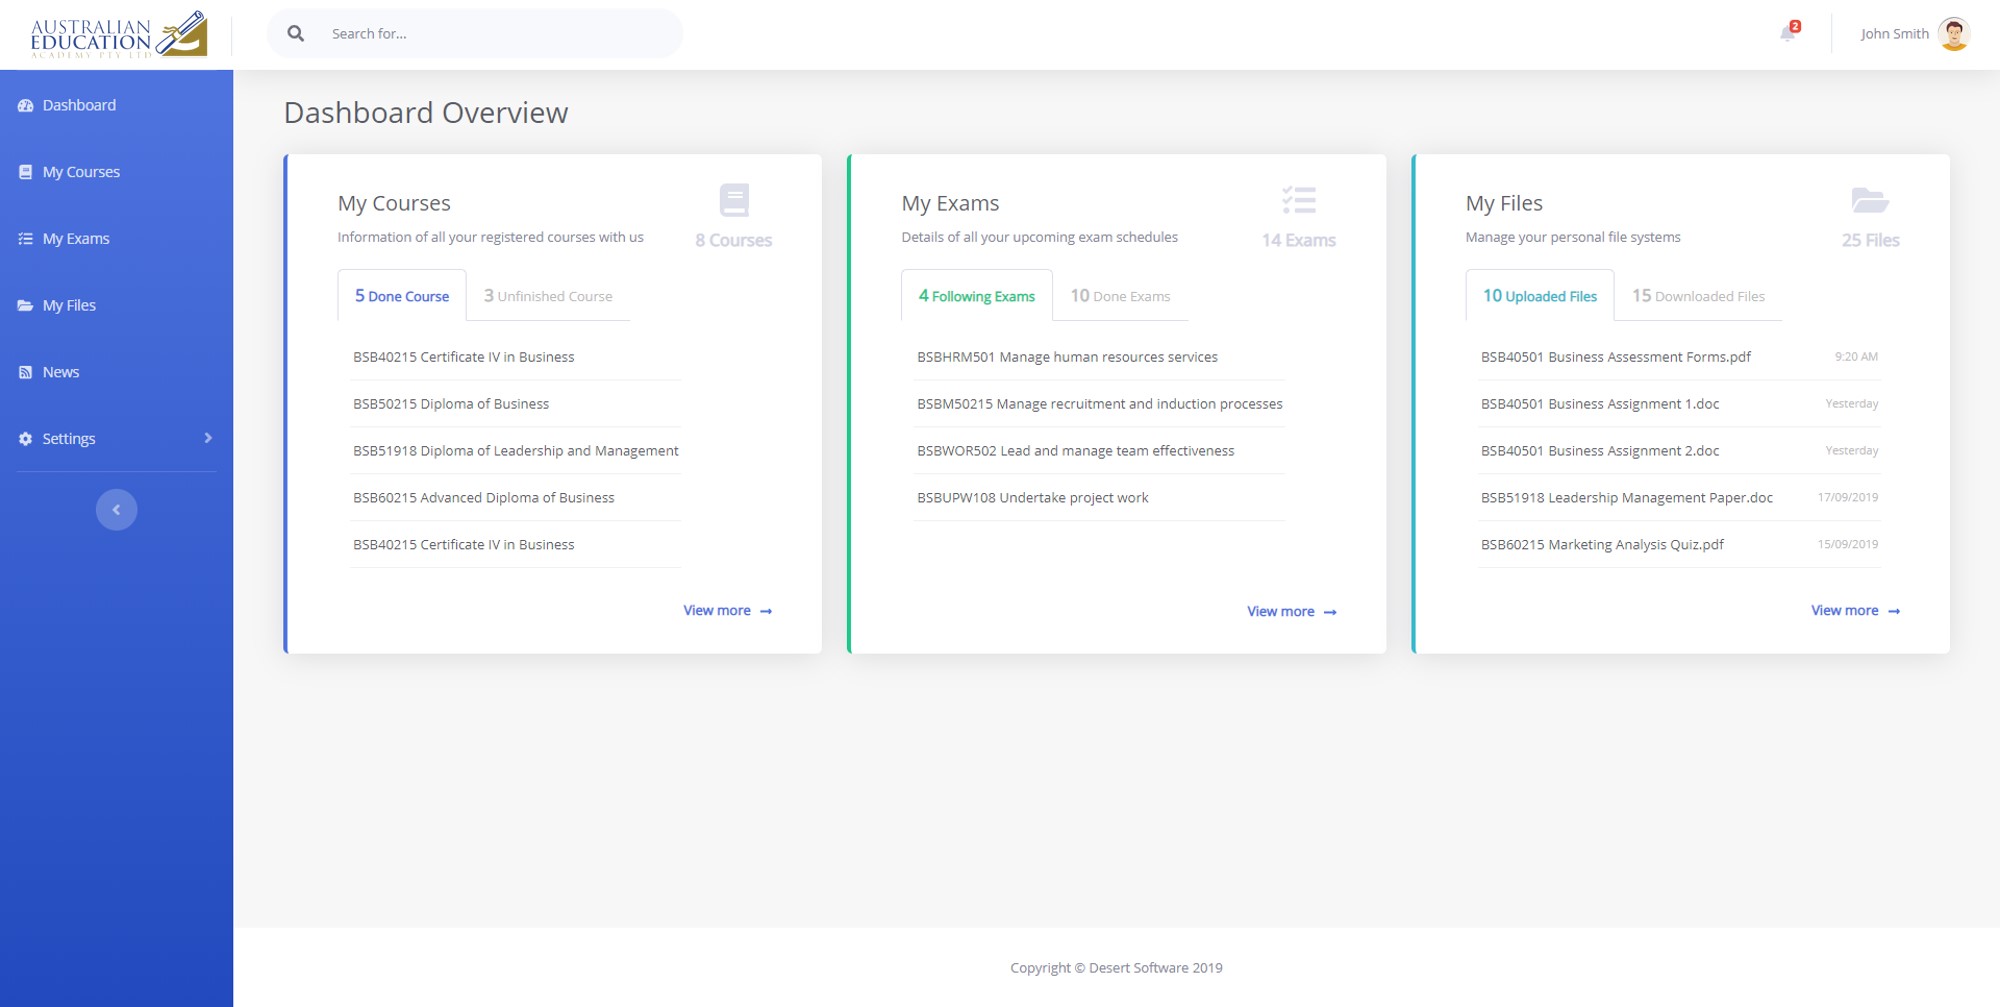 AUSTRALIAN
EDUCATION
ACADEMY PTY LTD
Search for...
2
John Smith
Dashboard
My Courses
My Exams
My Files
News
Settings
Dashboard Overview
My Courses
Information of all your registered courses with us
8 Courses
5 Done Course
3 Unfinished Course
BSB40215 Certificate IV in Business
BSB50215 Diploma of Business
BSB51918 Diploma of Leadership and Management
BSB60215 Advanced Diploma of Business
BSB40215 Certificate IV in Business
View more
My Exams
Details of all your upcoming exam schedules
14 Exams
4 Following Exams
10 Done Exams
BSBHRM501 Manage human resources services
BSBM50215 Manage recruitment and induction processes
BSBWOR502 Lead and manage team effectiveness
BSBUPW108 Undertake project work
View more
My Files
Manage your personal file systems
25 Files
10 Uploaded Files
15 Downloaded Files
BSB40501 Business Assessment Forms.pdf 9:20 AM
BSB40501 Business Assignment 1.doc Yesterday
BSB40501 Business Assignment 2.doc Yesterday
BSB51918 Leadership Management Paper.doc 17/09/2019
BSB60215 Marketing Analysis Quiz.pdf 15/09/2019
View more
Copyright © Desert Software 2019